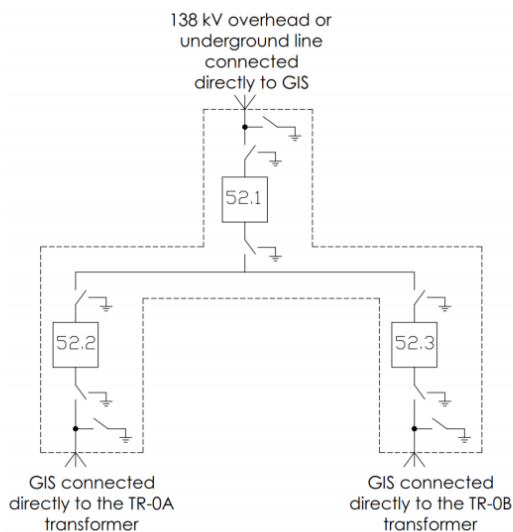 138 kV overhead or
underground line
connected
directly to GIS
52.1
52.2
52.3
GIS connected
directly to the TR-0A
transformer
GIS connected
directly to the TR-0B
transformer